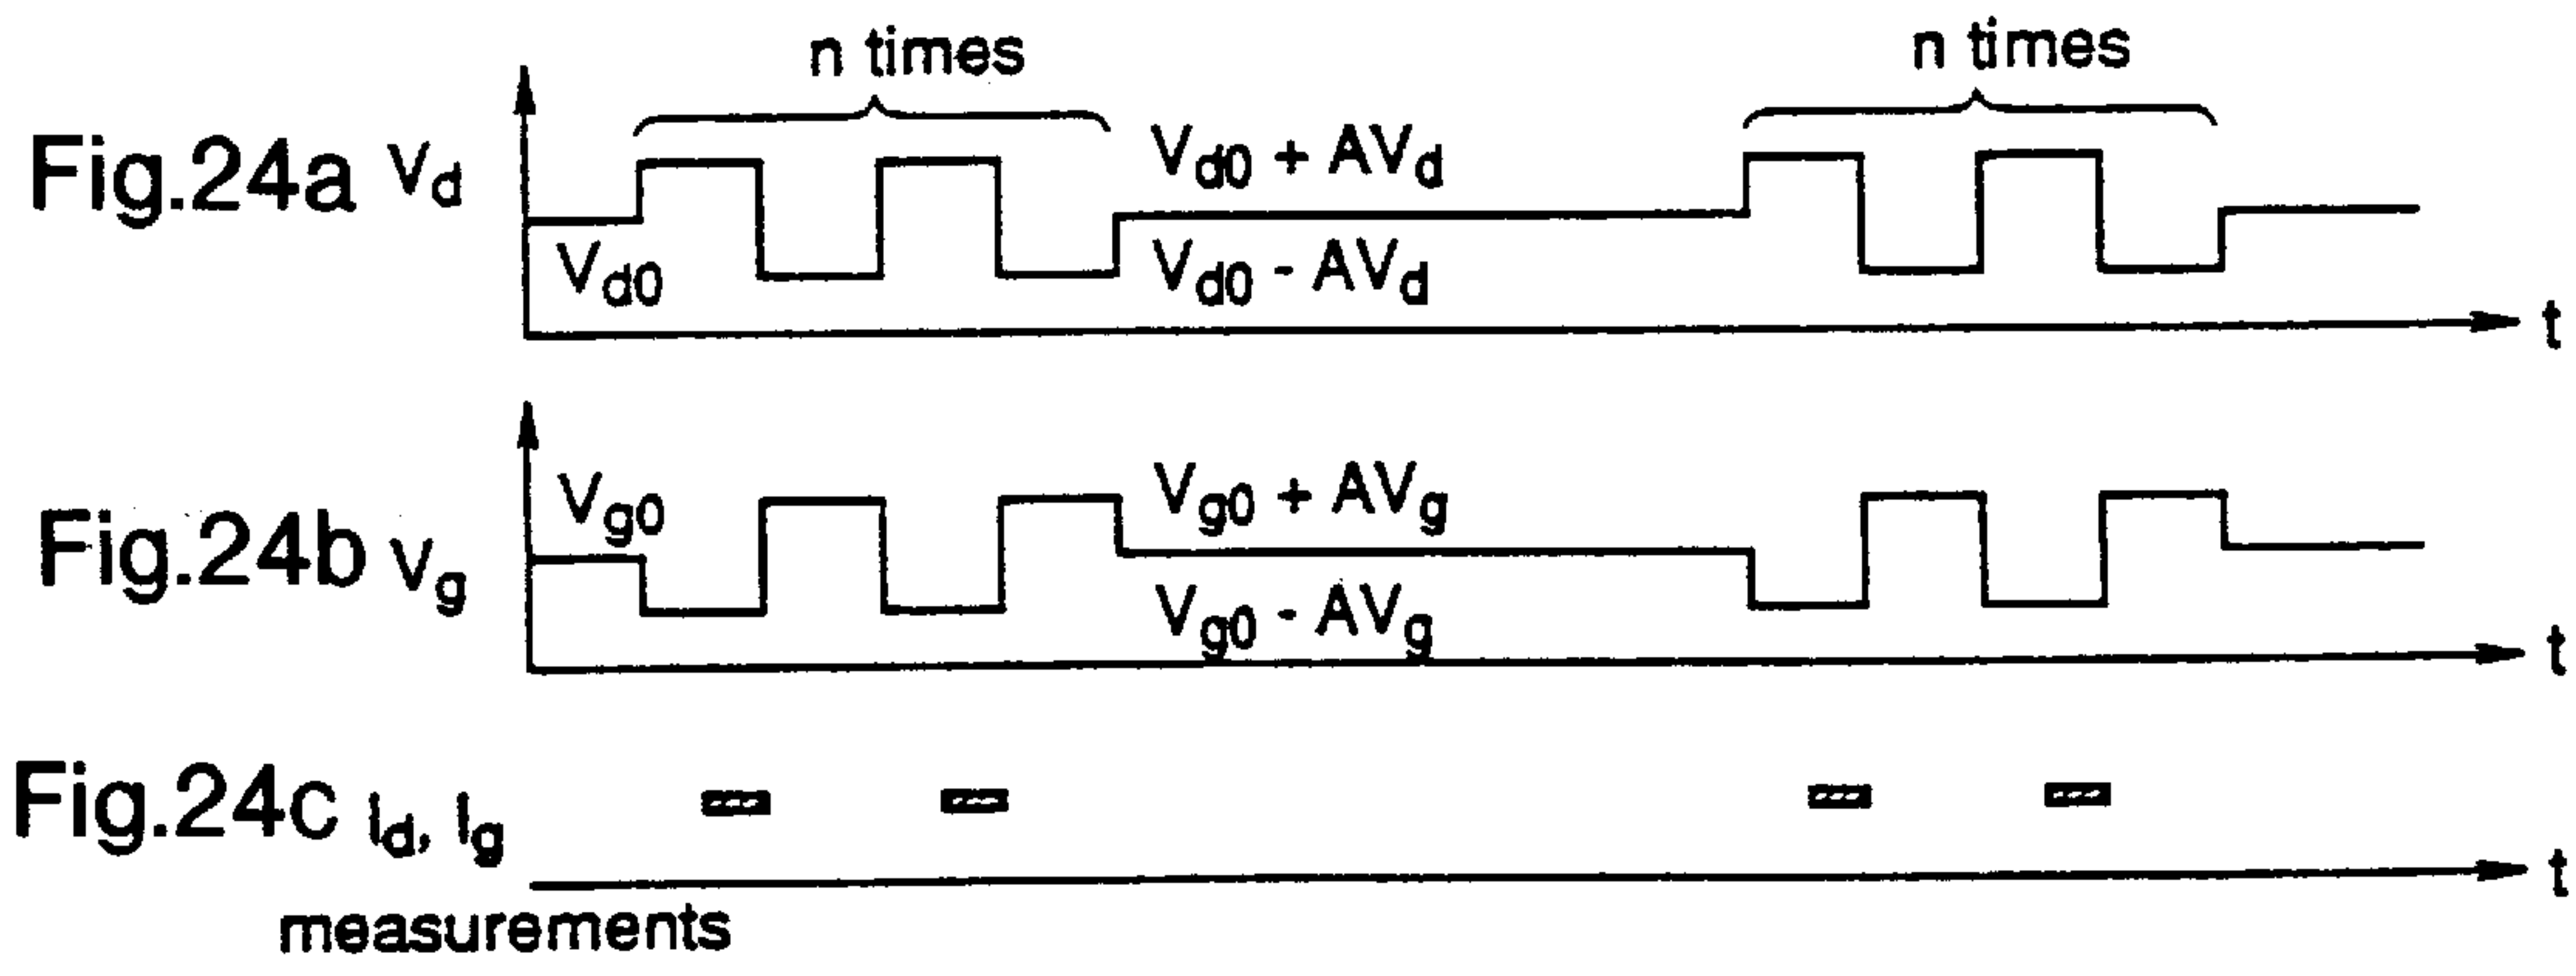 n times
n times
Fig.24a Vd
Vd0
Vd0 + AVd
Vd0 - AVd
t
Fig.24b Vg
Vg0
Vg0 + AVg
Vg0 - AVg
t
Fig.24c Id, Ig
measurements
t